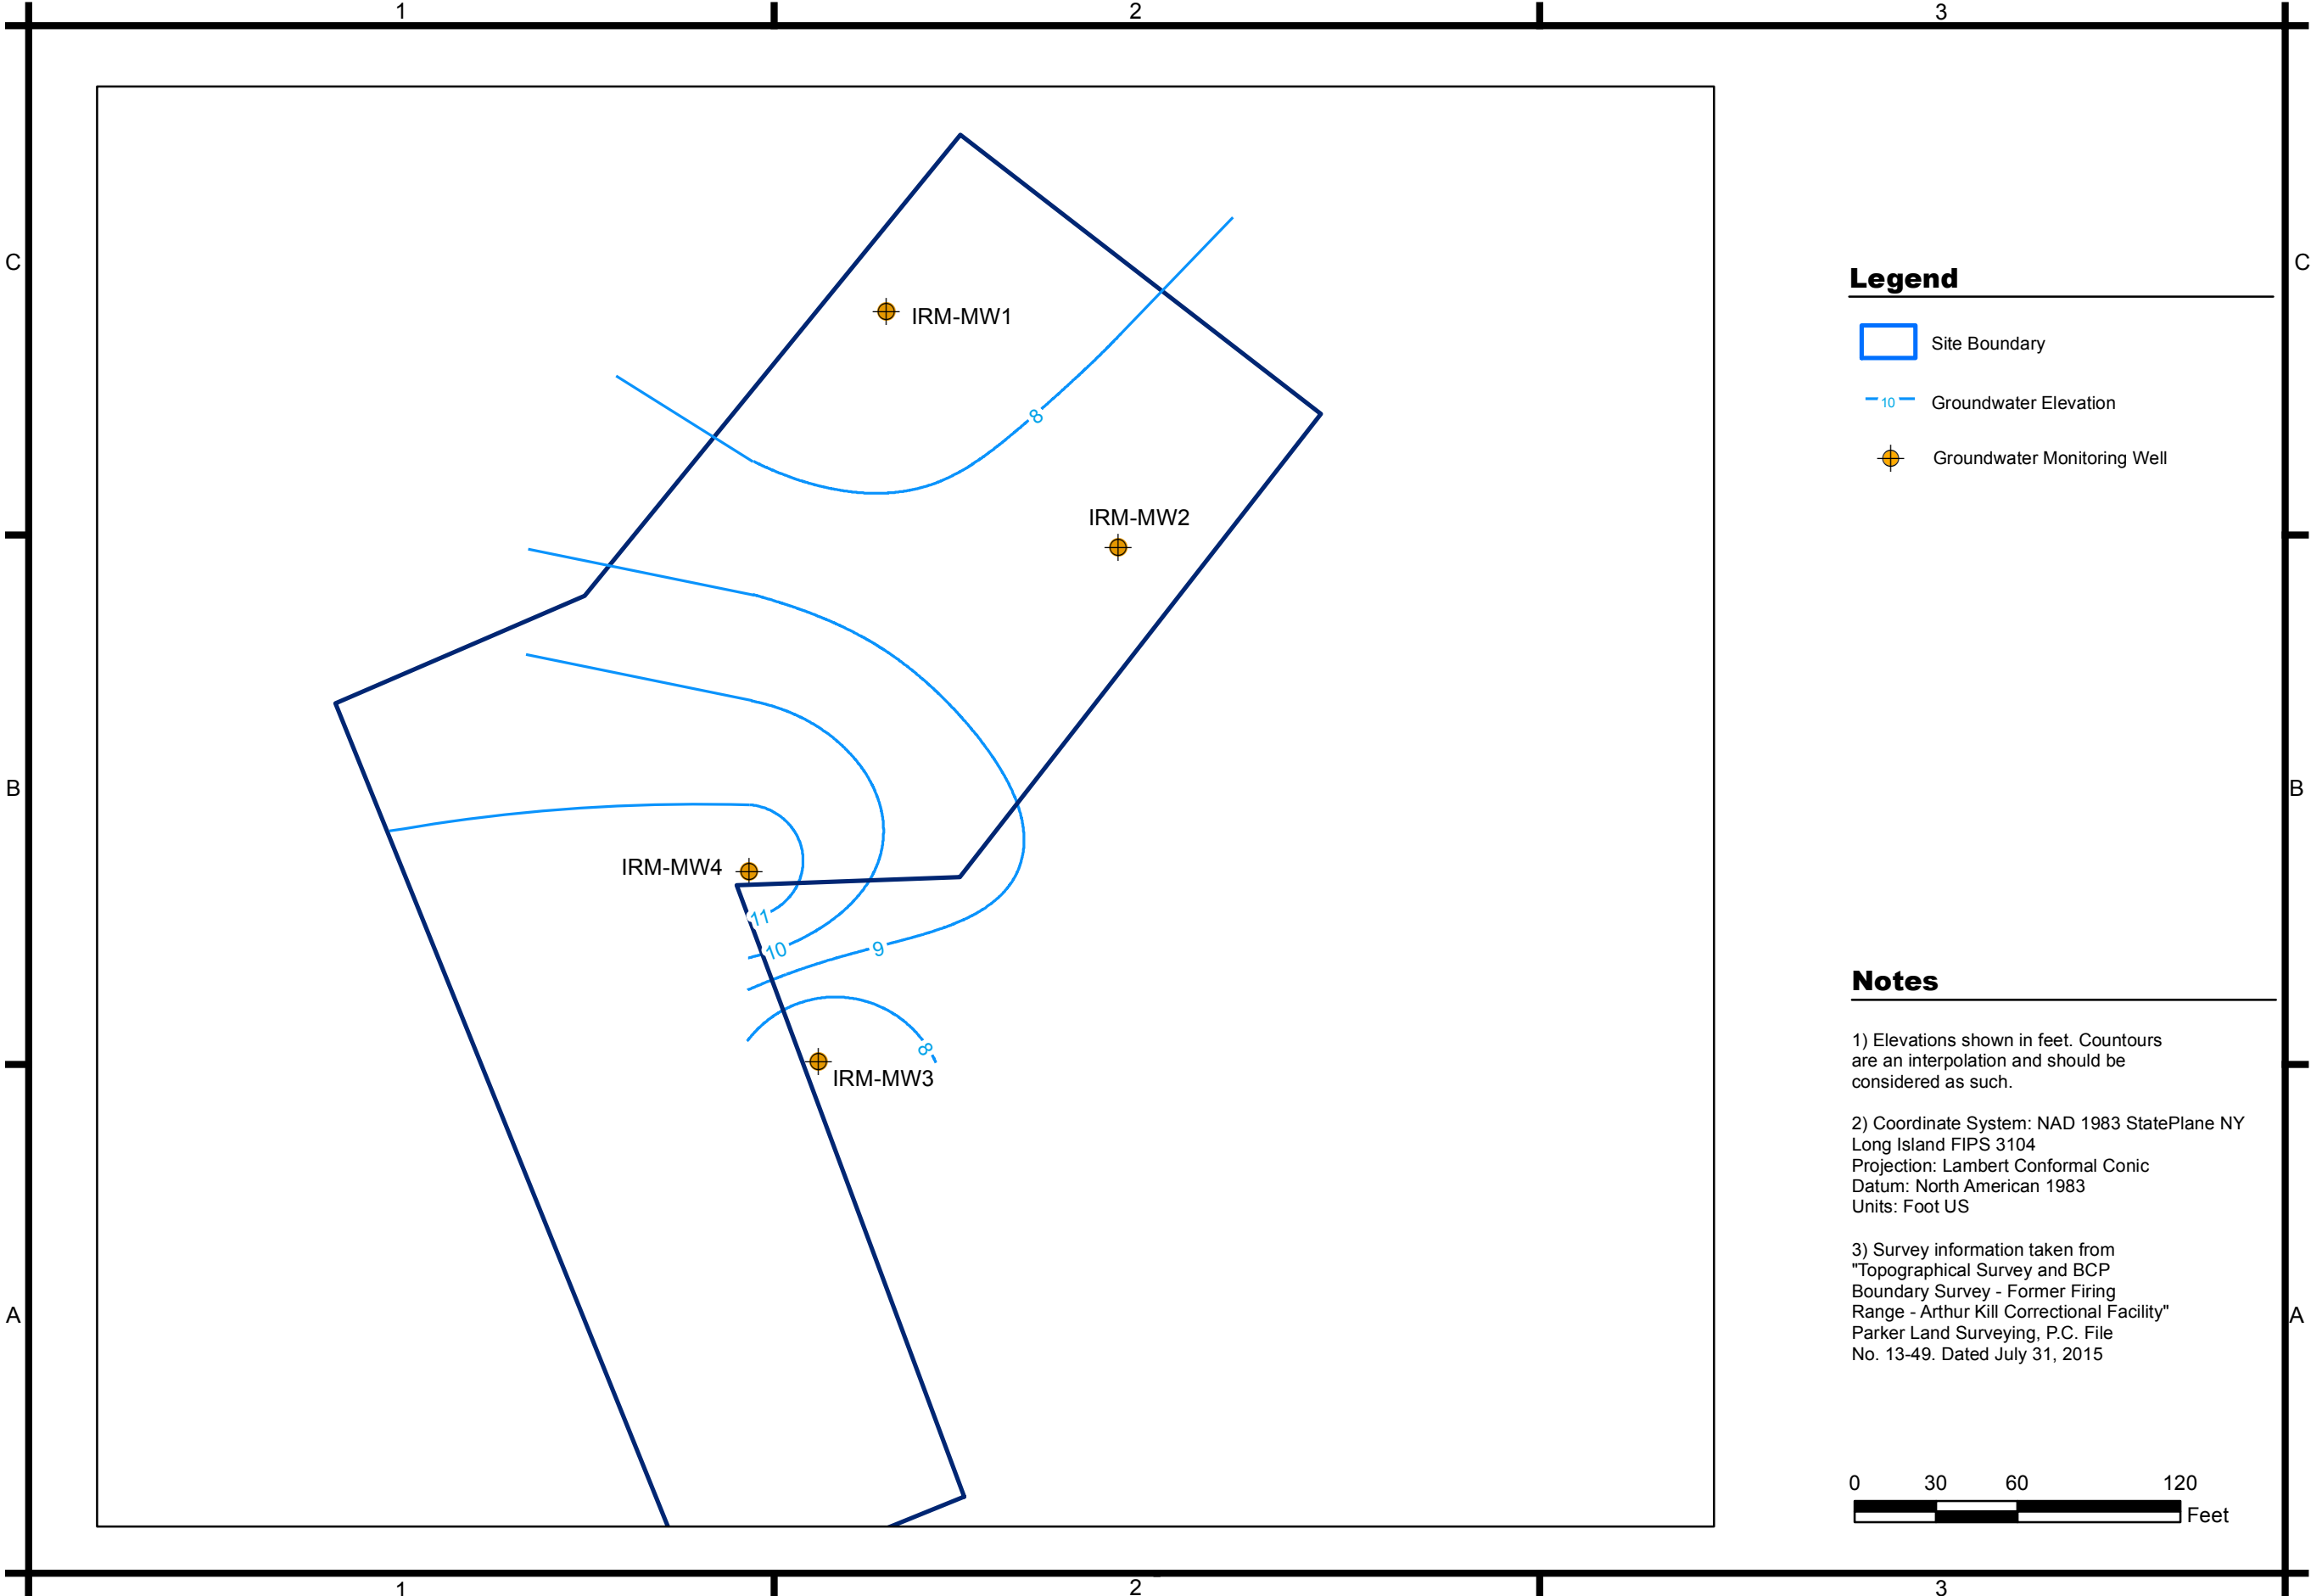 1 2 3
C C
IRM-MW1
8
IRM-MW2
B B
IRM-MW4
11
10
9
8
IRM-MW3
A A
Legend
Site Boundary
10 Groundwater Elevation
Groundwater Monitoring Well
Notes
1) Elevations shown in feet. Countours
are an interpolation and should be
considered as such.
2) Coordinate System: NAD 1983 StatePlane NY
Long Island FIPS 3104
Projection: Lambert Conformal Conic
Datum: North American 1983
Units: Foot US
3) Survey information taken from
"Topographical Survey and BCP
Boundary Survey - Former Firing
Range - Arthur Kill Correctional Facility"
Parker Land Surveying, P.C. File
No. 13-49. Dated July 31, 2015
0 30 60 120
Feet
1 2 3